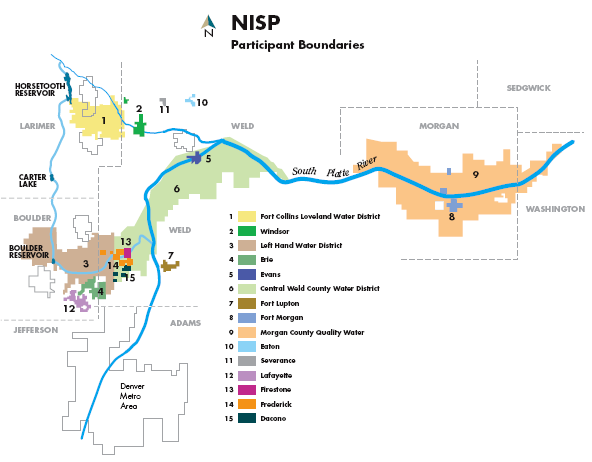 NISP
N
Participant Boundaries
HORSETOOTH
RESERVOIR
SEDGWICK
2
11
10
1
LARIMER
WELD
MORGAN
5
South Platte River
9
CARTER
LAKE
6
8
BOULDER
WASHINGTON
WELD
BOULDER
RESERVOIR
13
3
14
7
15
4
12
JEFFERSON
ADAMS
Denver
Metro
Area
1 Fort Collins Loveland Water District
2 Windsor
3 Left Hand Water District
4 Erie
5 Evans
6 Central Weld County Water District
7 Fort Lupton
8 Fort Morgan
9 Morgan County Quality Water
10 Eaton
11 Severance
12 Lafayette
13 Firestone
14 Frederick
15 Dacono